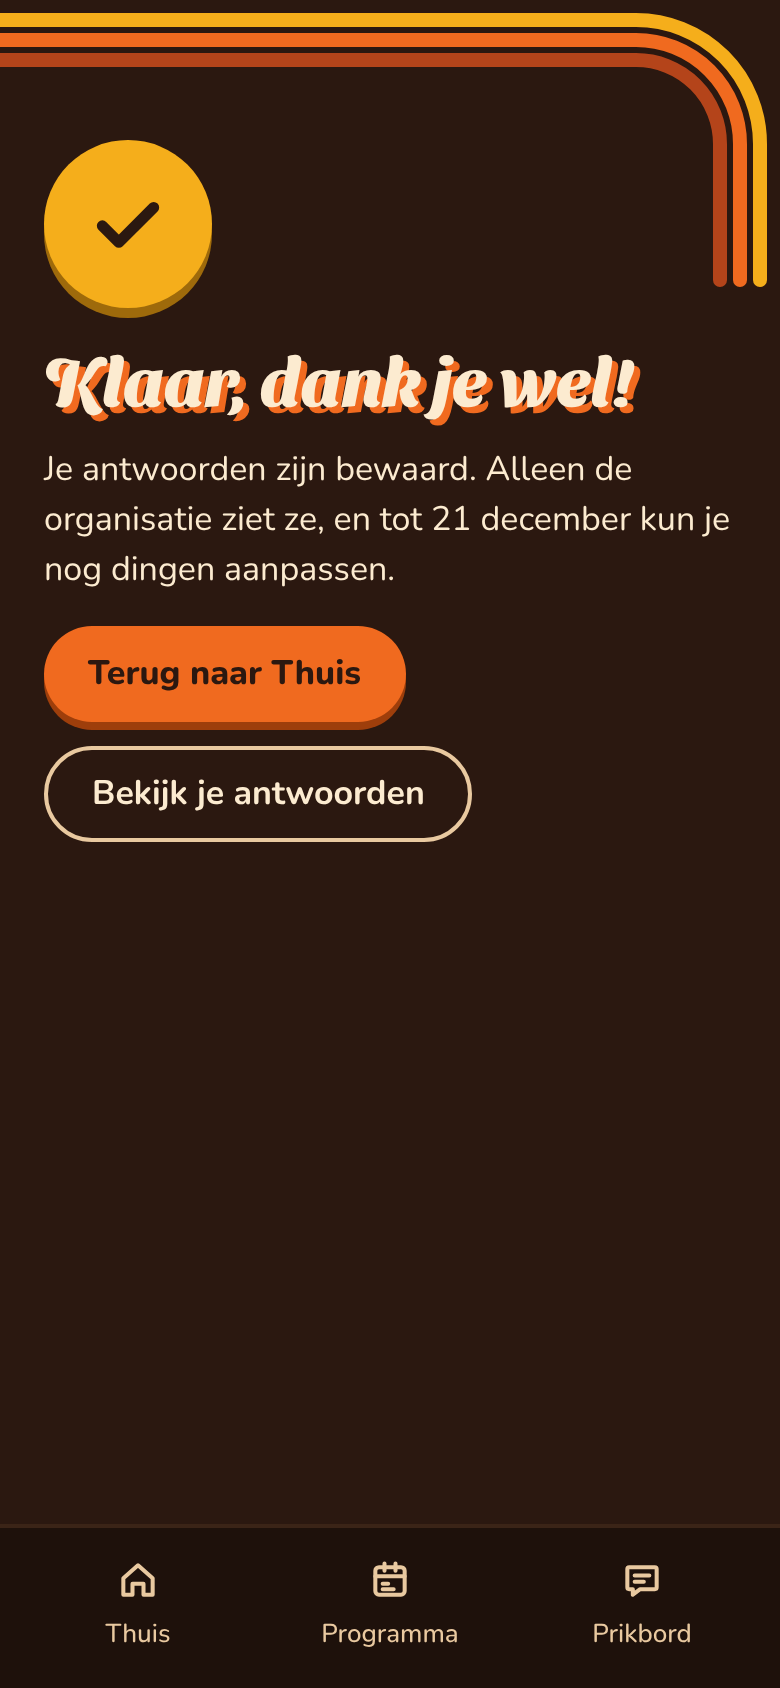 Klaar, dank je wel!
Je antwoorden zijn bewaard. Alleen de
organisatie ziet ze, en tot 21 december kun je
nog dingen aanpassen.
Terug naar Thuis
Bekijk je antwoorden
Thuis
Programma
Prikbord